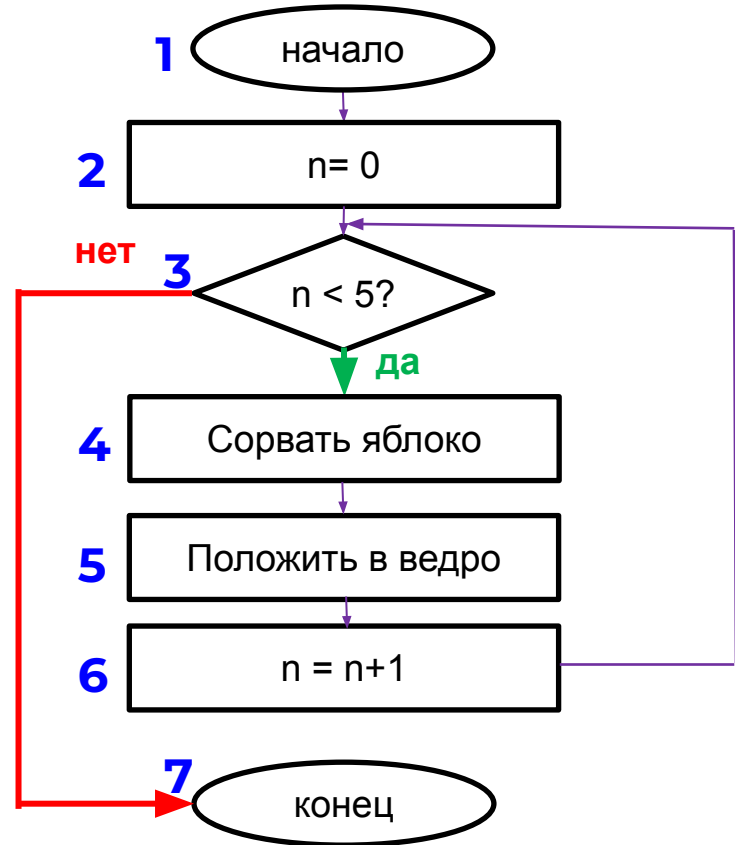 1 начало
2 n= 0
нет 3 n < 5?
да
4 Сорвать яблоко
5 Положить в ведро
6 n = n+1
7 конец